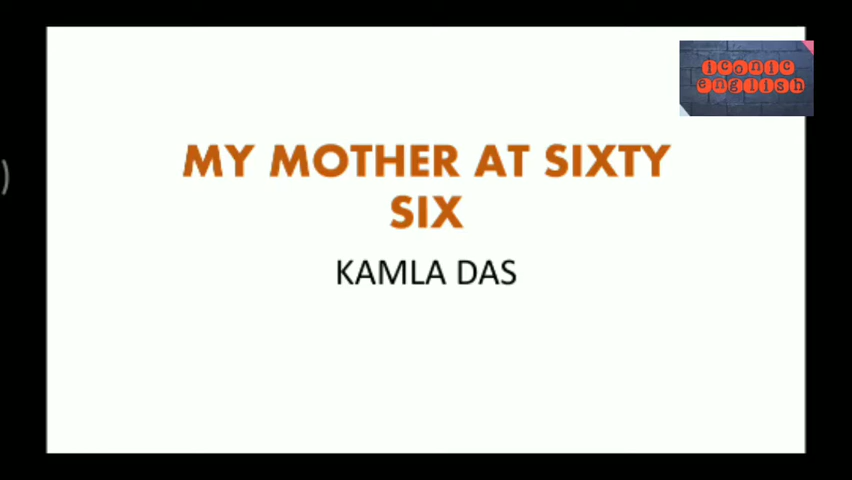 iconic
english
MY MOTHER AT SIXTY
SIX
KAMLA DAS